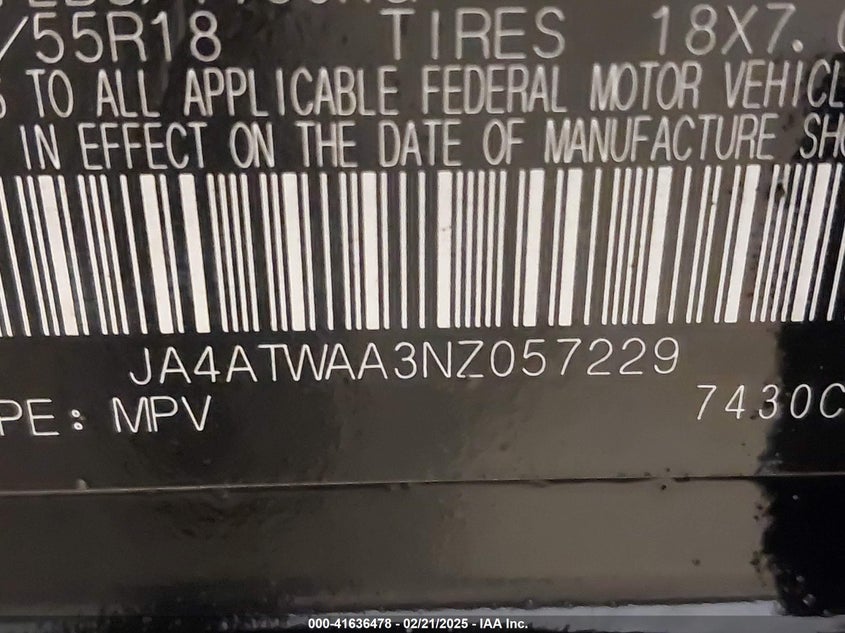 /55R18 TIRES 18X7.
TO ALL APPLICABLE FEDERAL MOTOR VEHICL
IN EFFECT ON THE DATE OF MANUFACTURE SH
JA4ATWAA3NZ057229
PE: MPV 7430C
000-41636478 — 02/21/2025 — IAA Inc.